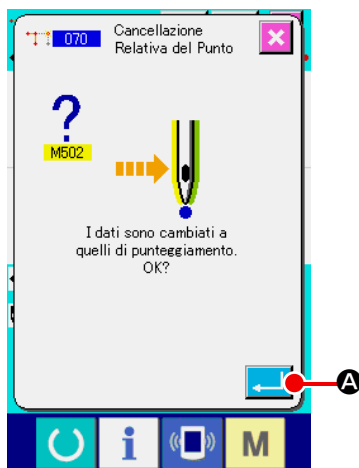 070 Cancellazione
Relativa del Punto
?
M502
I dati sono cambiati a
quelli di punteggiamento.
OK?
A
i
M